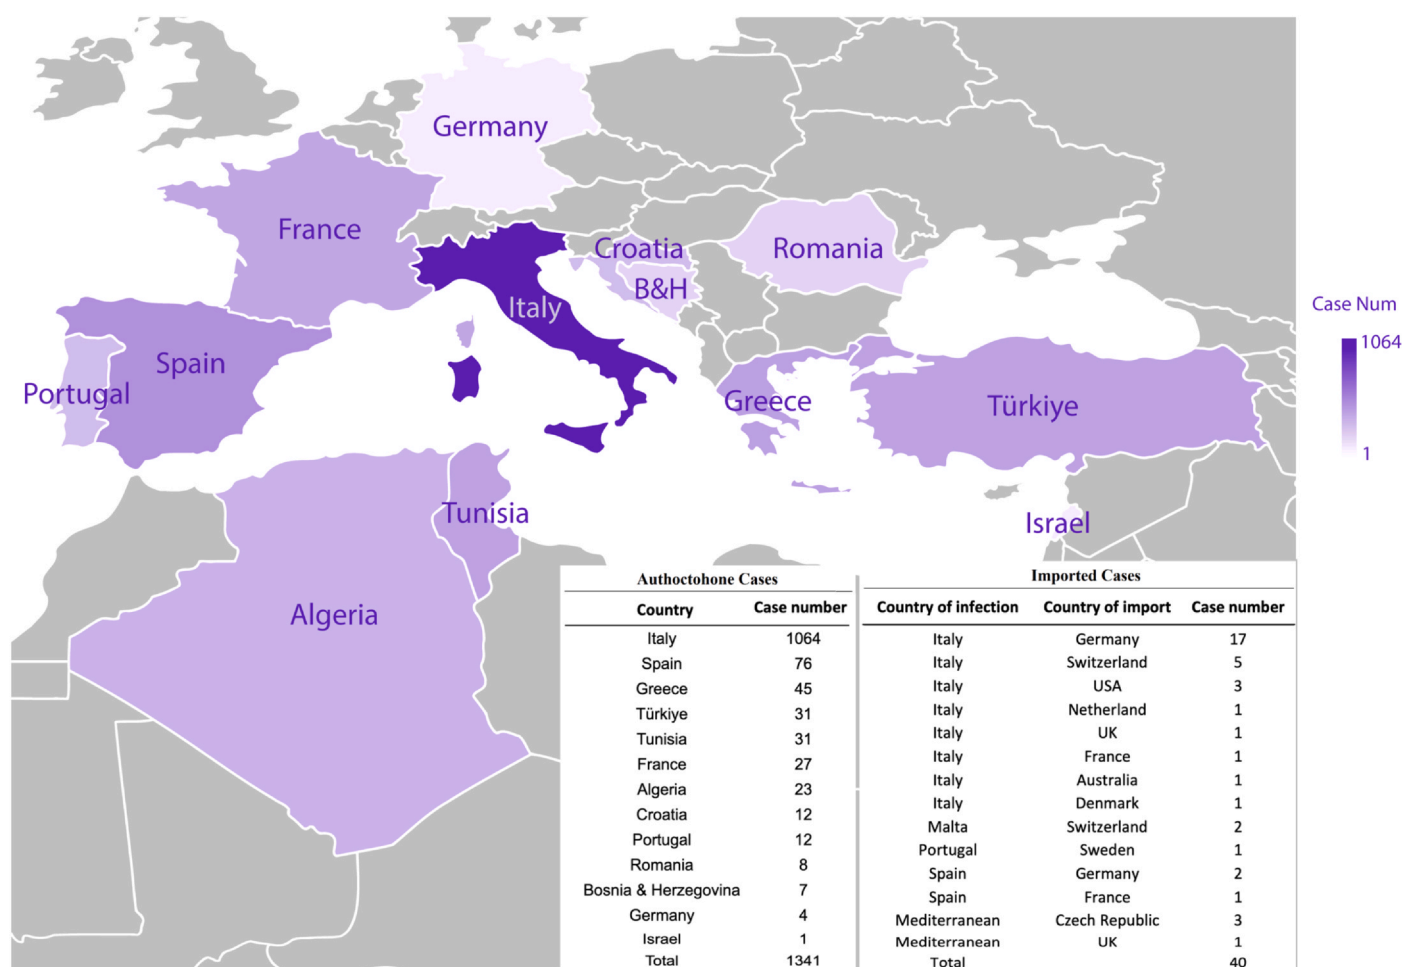 Germany
France
Croatia
Romania
B&H
Italy
Spain
Portugal
Greece
Türkiye
Tunisia
Israel
Algeria
Case Num
1064
1
Authoctohone Cases
Country Case number
Italy 1064
Spain 76
Greece 45
Türkiye 31
Tunisia 31
France 27
Algeria 23
Croatia 12
Portugal 12
Romania 8
Bosnia & Herzegovina 7
Germany 4
Israel 1
Total 1341
Imported Cases
Country of infection Country of import Case number
Italy Germany 17
Italy Switzerland 5
Italy USA 3
Italy Netherland 1
Italy UK 1
Italy France 1
Italy Australia 1
Italy Denmark 1
Malta Switzerland 2
Portugal Sweden 1
Spain Germany 2
Spain France 1
Mediterranean Czech Republic 3
Mediterranean UK 1
Total 40